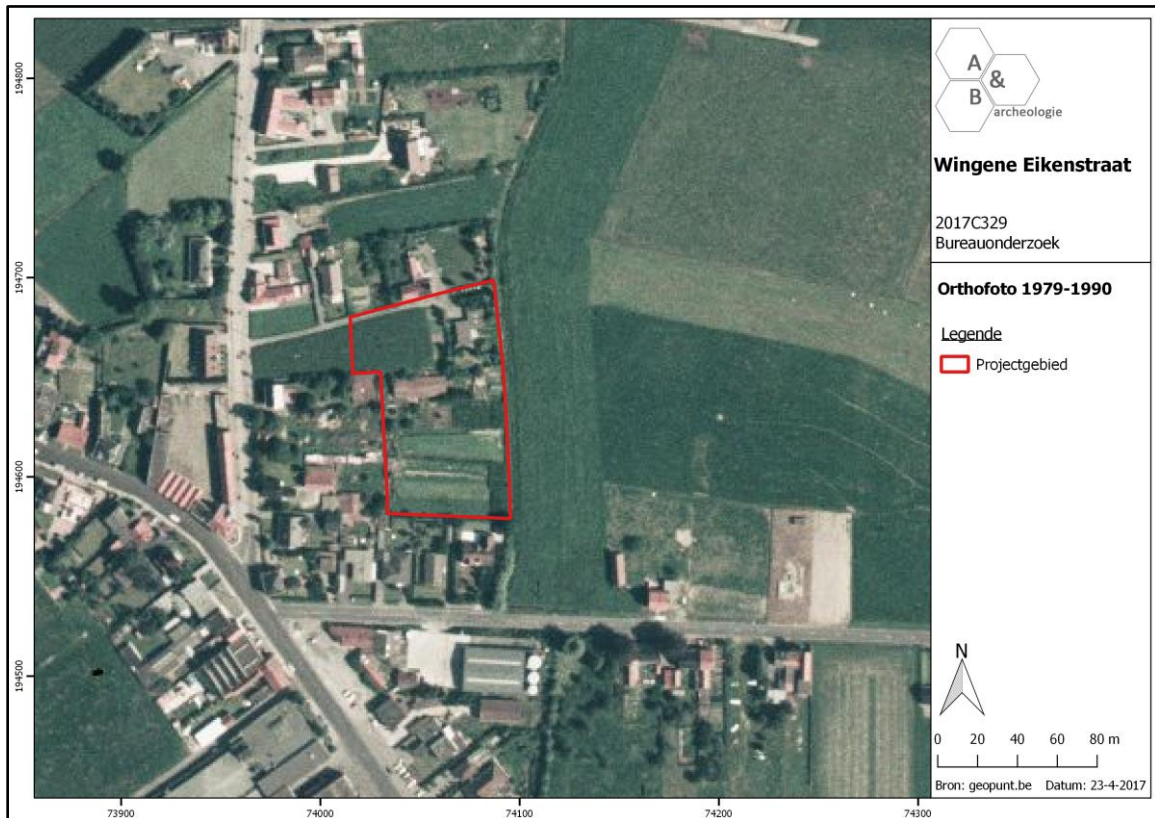 194800
194700
194600
194500
73900
74000
74100
74200
74300
A
&
B
archeologie
Wingene Eikenstraat
2017C329
Bureauonderzoek
Orthofoto 1979-1990
Legende
Projectgebied
N
0 20 40 60 80 m
Bron: geopunt.be Datum: 23-4-2017